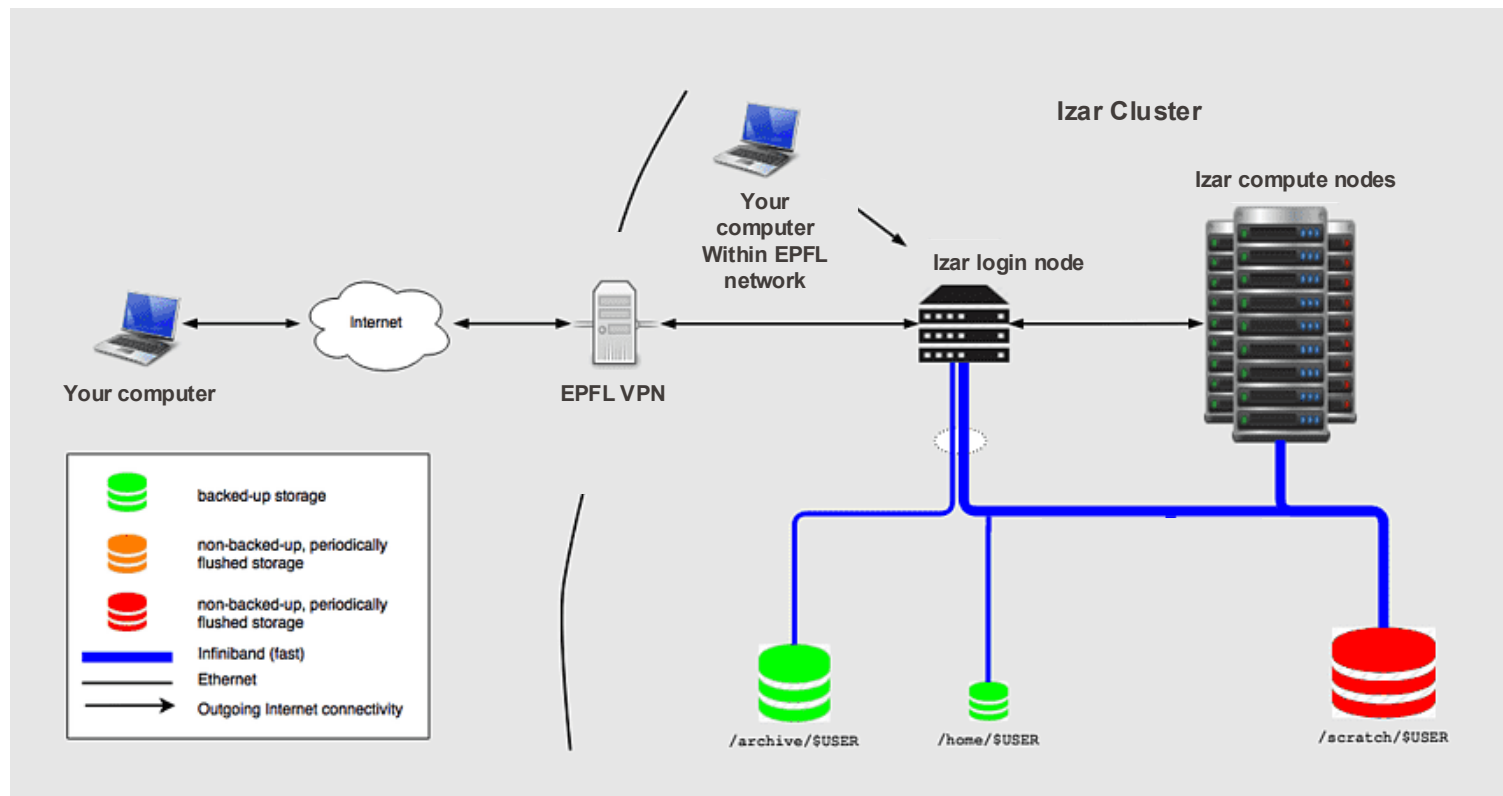 Izar Cluster
Izar compute nodes
Your
computer
Within EPFL
network
Izar login node
Internet
Your computer
EPFL VPN
backed-up storage
non-backed-up, periodically
flushed storage
non-backed-up, periodically
flushed storage
Infiniband (fast)
Ethernet
Outgoing Internet connectivity
/archive/$USER
/home/$USER
/scratch/$USER